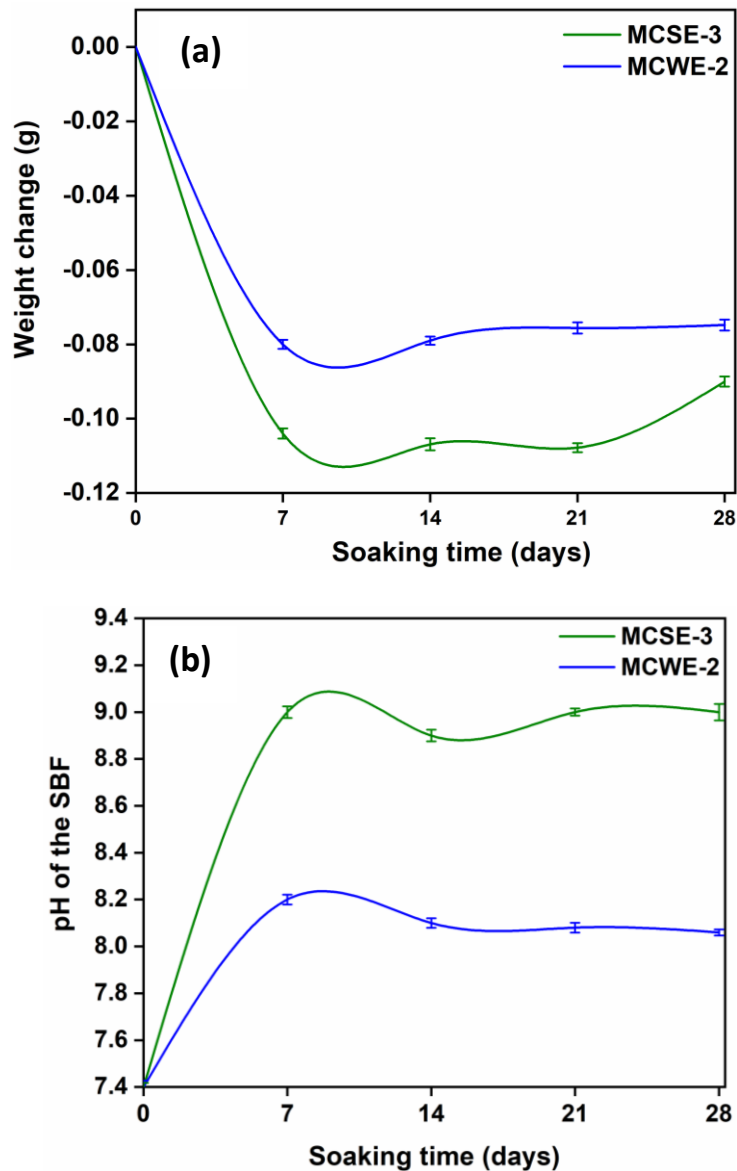 (a)
MCSE-3
MCWE-2
0.00
-0.02
-0.04
-0.06
-0.08
-0.10
-0.12
Weight change (g)
0 7 14 21 28
Soaking time (days)
(b)
MCSE-3
MCWE-2
9.4
9.2
9.0
8.8
8.6
8.4
8.2
8.0
7.8
7.6
7.4
pH of the SBF
0 7 14 21 28
Soaking time (days)